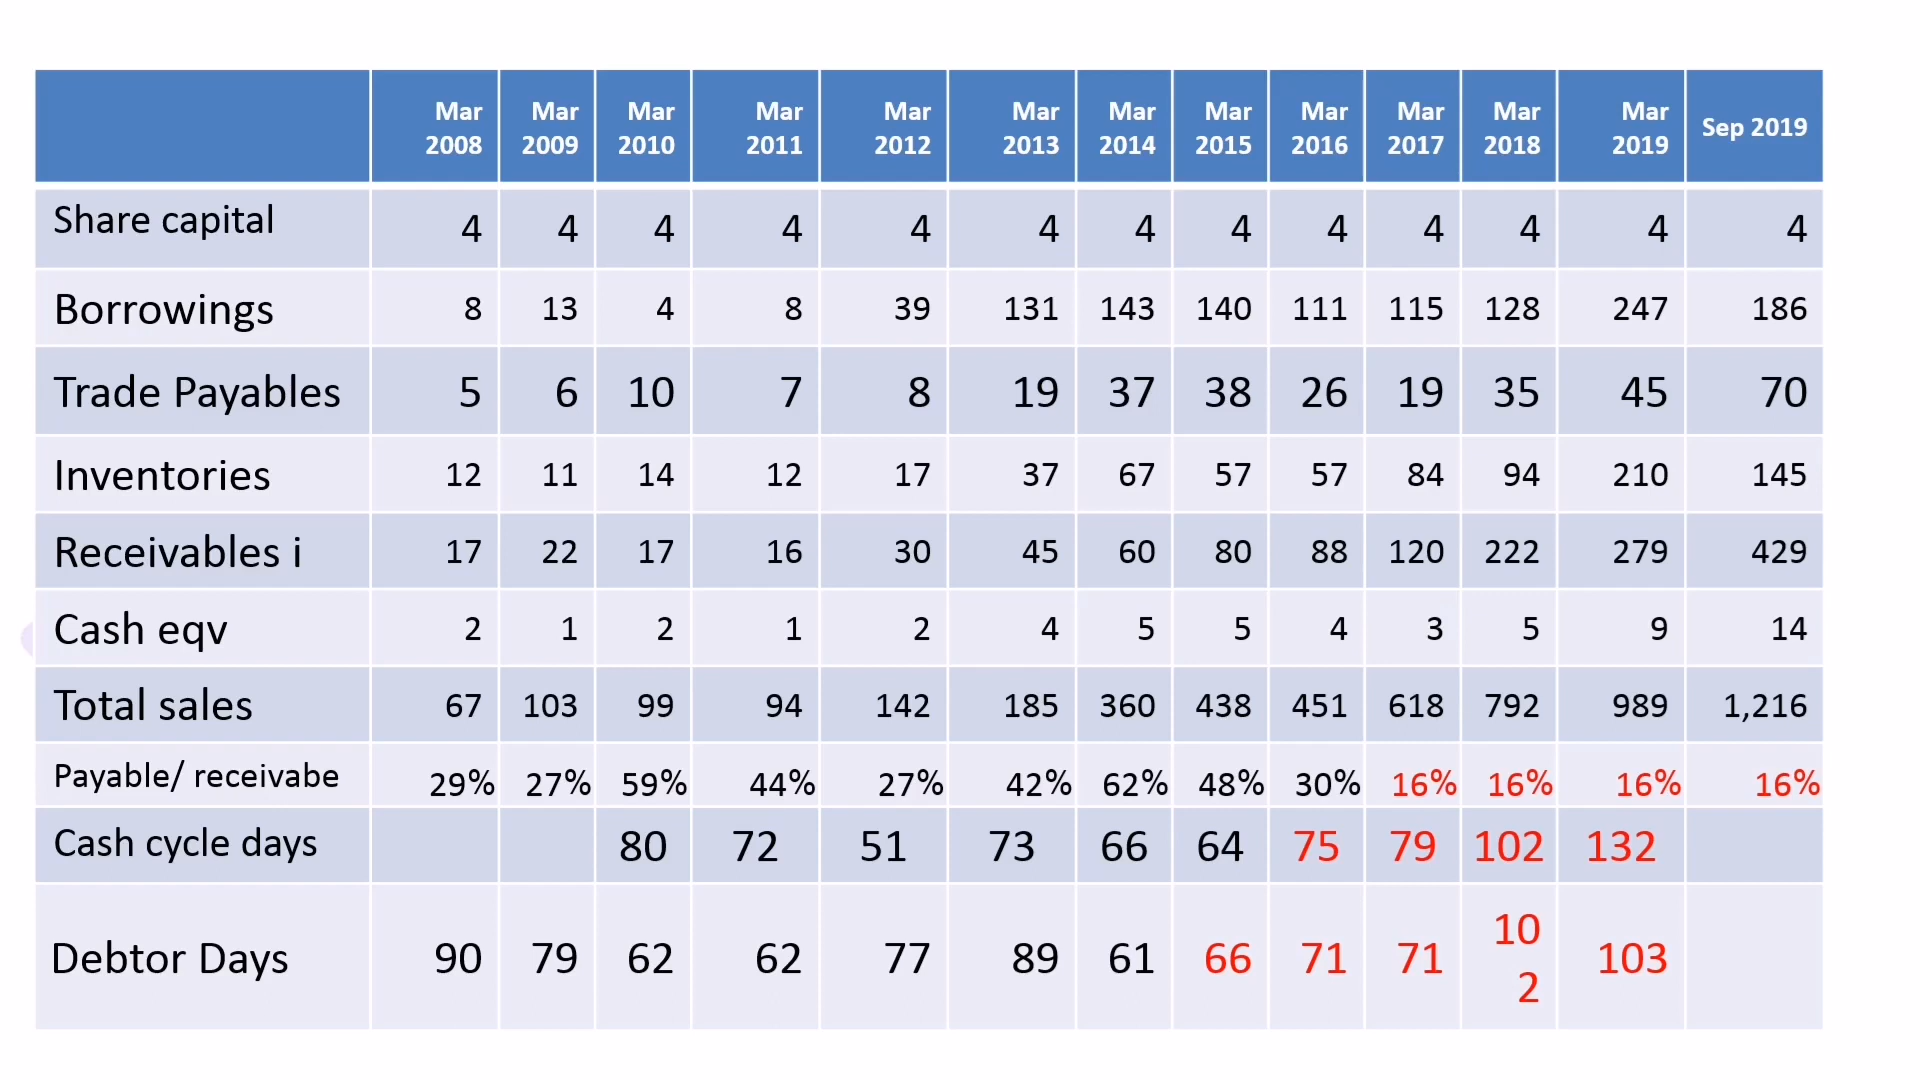 Mar 2008 Mar 2009 Mar 2010 Mar 2011 Mar 2012 Mar 2013 Mar 2014 Mar 2015 Mar 2016 Mar 2017 Mar 2018 Mar 2019 Sep 2019
Share capital 4 4 4 4 4 4 4 4 4 4 4 4 4
Borrowings 8 13 4 8 39 131 143 140 111 115 128 247 186
Trade Payables 5 6 10 7 8 19 37 38 26 19 35 45 70
Inventories 12 11 14 12 17 37 67 57 57 84 94 210 145
Receivables i 17 22 17 16 30 45 60 80 88 120 222 279 429
Cash eqv 2 1 2 1 2 4 5 5 4 3 5 9 14
Total sales 67 103 99 94 142 185 360 438 451 618 792 989 1,216
Payable/ receivabe 29% 27% 59% 44% 27% 42% 62% 48% 30% 16% 16% 16% 16%
Cash cycle days 80 72 51 73 66 64 75 79 102 132
Debtor Days 90 79 62 62 77 89 61 66 71 71 102 103